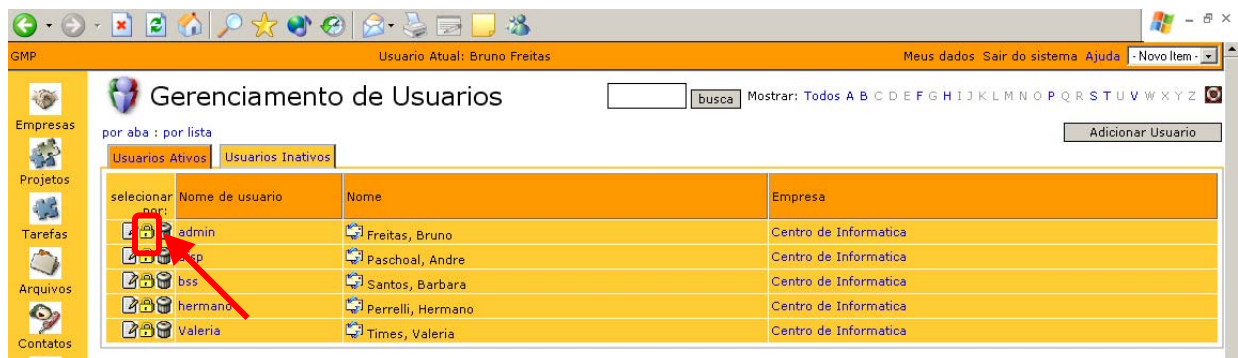 GMP Usuario Atual: Bruno Freitas Meus dados Sair do sistema Ajuda - Novo Item -
Gerenciamento de Usuarios busca Mostrar: Todos A B C D E F G H I J K L M N O P Q R S T U V W X Y Z
Empresas
por aba : por lista Adicionar Usuario
Usuarios Ativos Usuarios Inativos
Projetos
selecionar por: Nome de usuario Nome Empresa
Tarefas
admin Freitas, Bruno Centro de Informatica
Paschoal, Andre Centro de Informatica
Arquivos
bss Santos, Barbara Centro de Informatica
hermano Perrelli, Hermano Centro de Informatica
Valeria Times, Valeria Centro de Informatica
Contatos